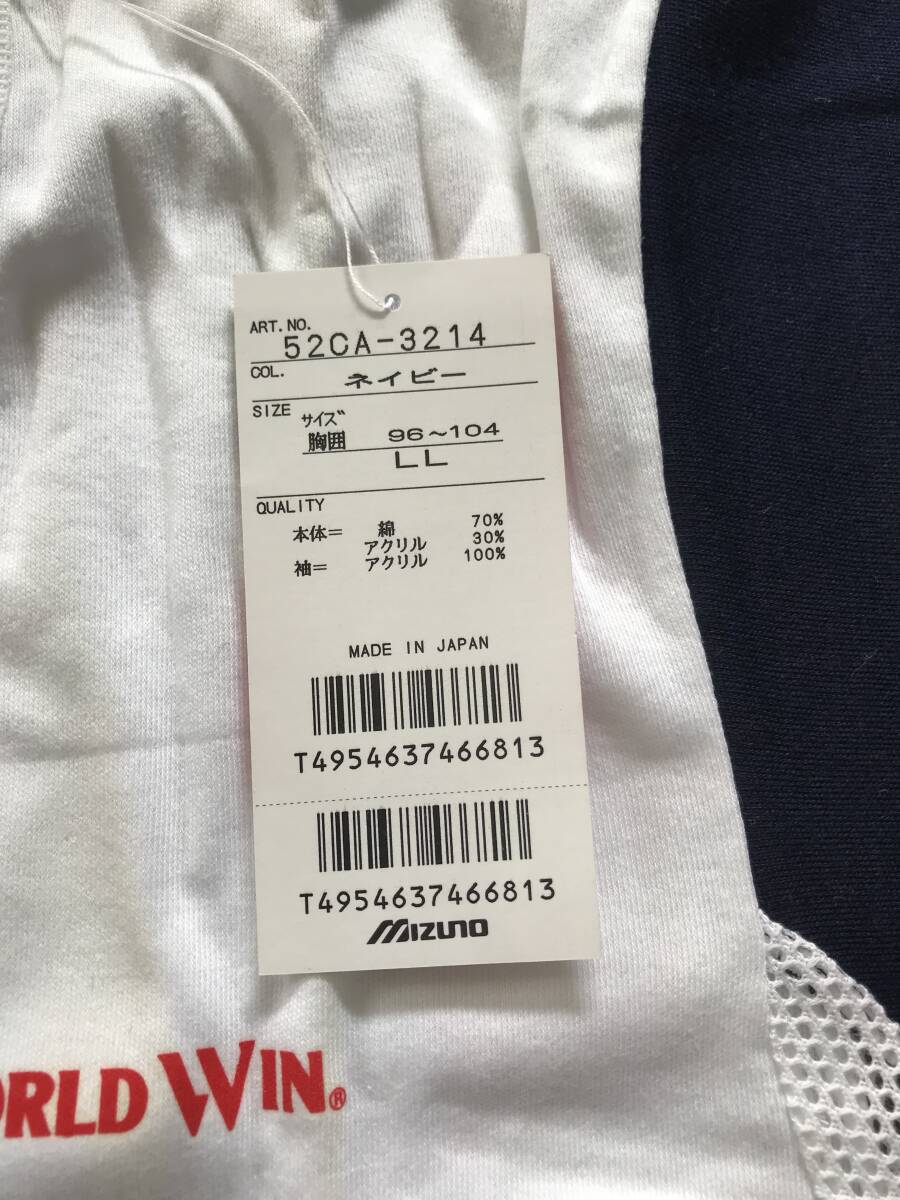 ART.NO. 52CA-3214
COL. ネイビー
SIZE サイズ
胸囲 96~104
LL
QUALITY
本体= 綿 70%
アクリル 30%
袖= アクリル 100%
MADE IN JAPAN
T4954637466813
T4954637466813
MIZUNO
ORLD WIN®